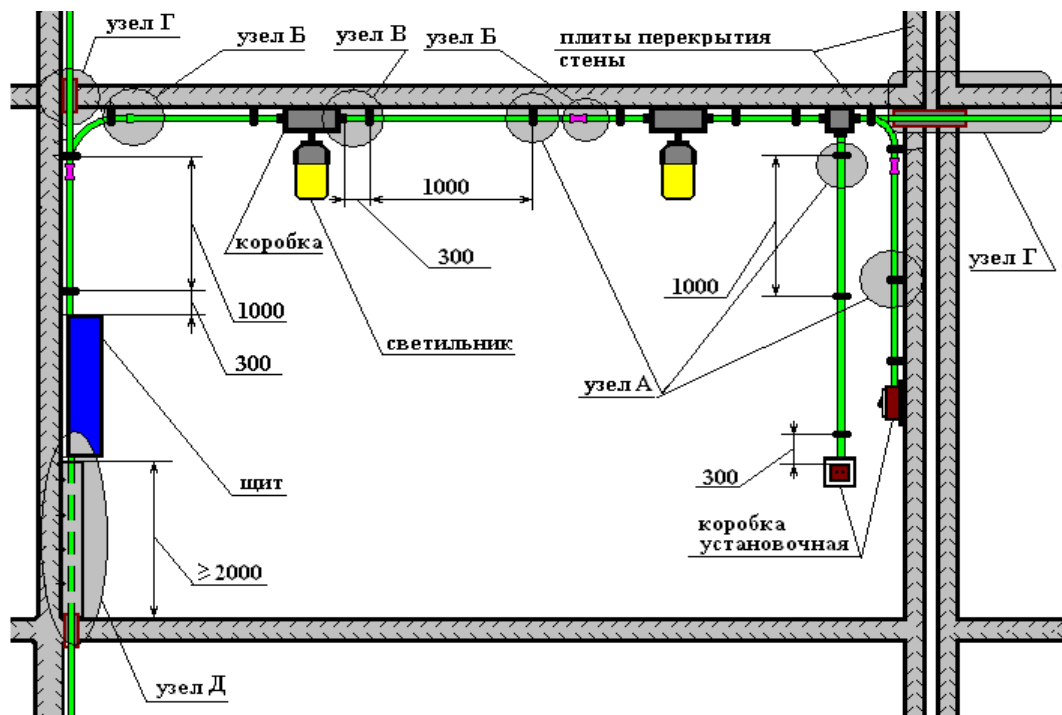 узел Г
узел Б
узел В
узел Б
плиты перекрытия
стены
1000
коробка
300
1000
узел Г
1000
светильник
300
узел А
щит
300
коробка
установочная
≥2000
узел Д